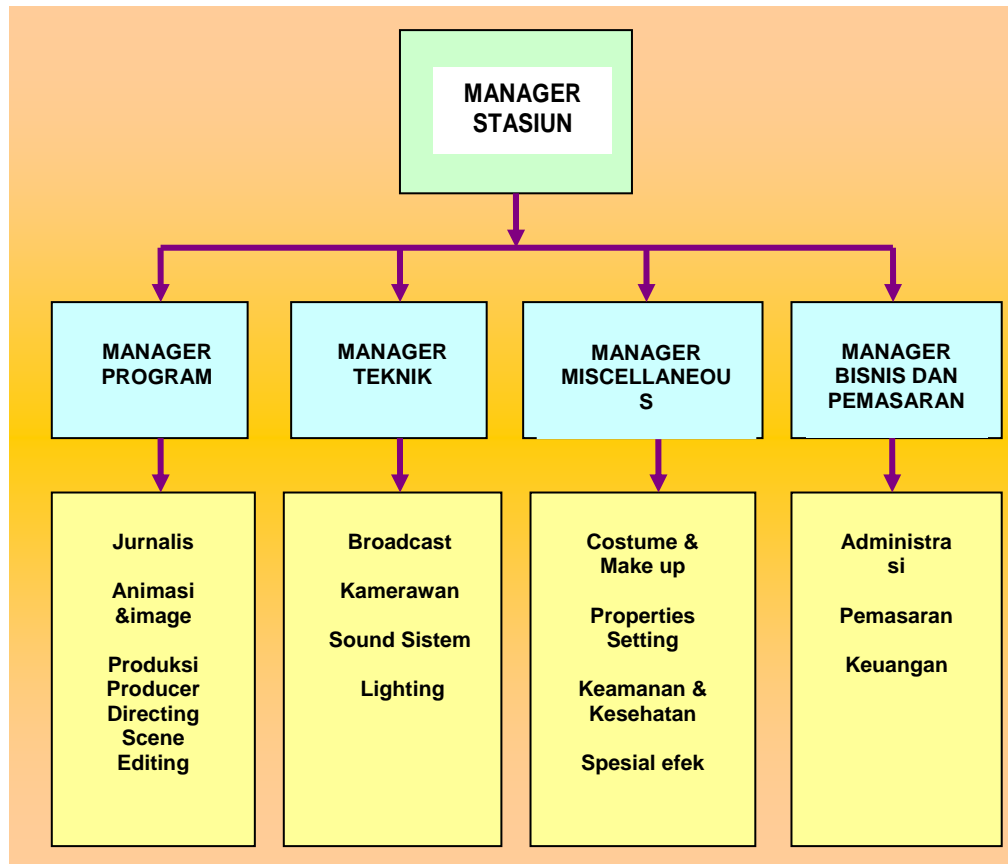 MANAGER
STASIUN
MANAGER
PROGRAM
MANAGER
TEKNIK
MANAGER
MISCELLANEOU
S
MANAGER
BISNIS DAN
PEMASARAN
Jurnalis
Animasi
&image
Produksi
Producer
Directing
Scene
Editing
Broadcast
Kamerawan
Sound Sistem
Lighting
Costume &
Make up
Properties
Setting
Keamanan &
Kesehatan
Spesial efek
Administra
si
Pemasaran
Keuangan